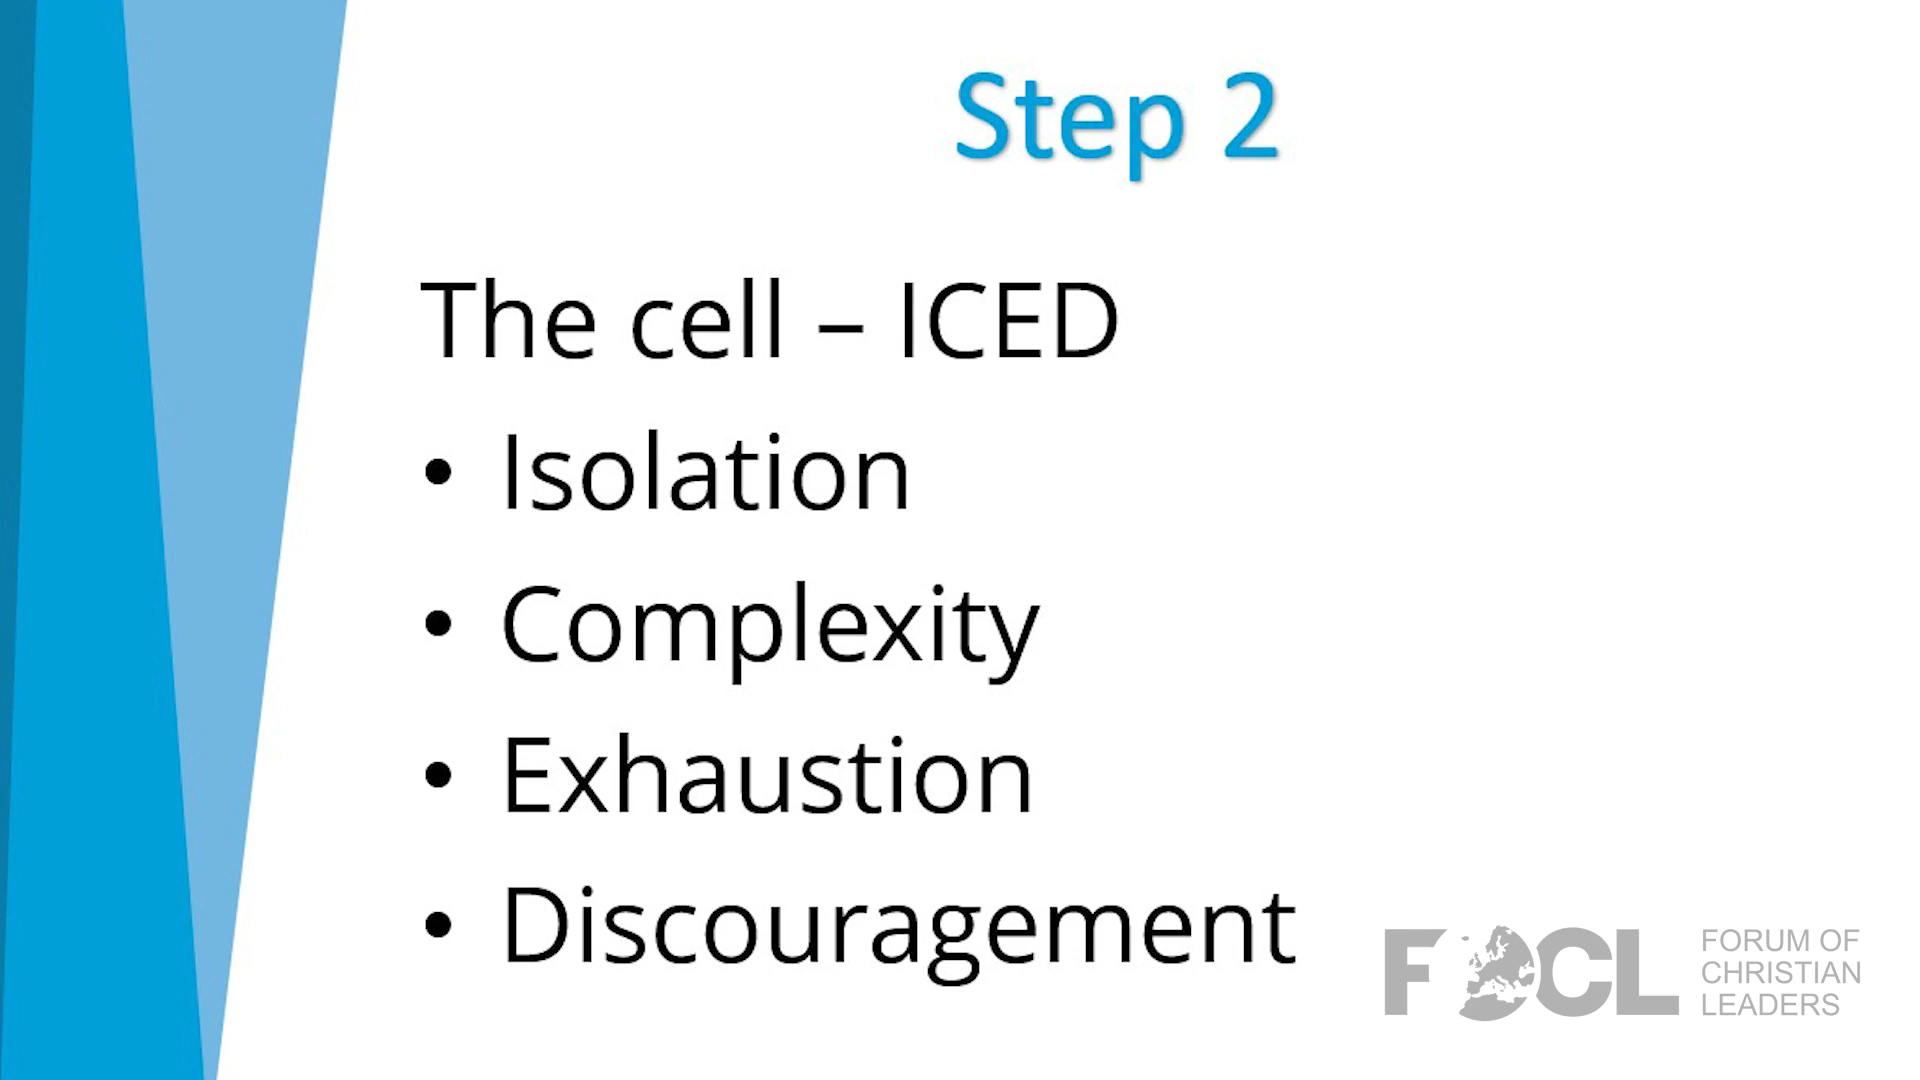 Step 2
The cell – ICED
• Isolation
• Complexity
• Exhaustion
• Discouragement
FOCL
FORUM OF
CHRISTIAN
LEADERS